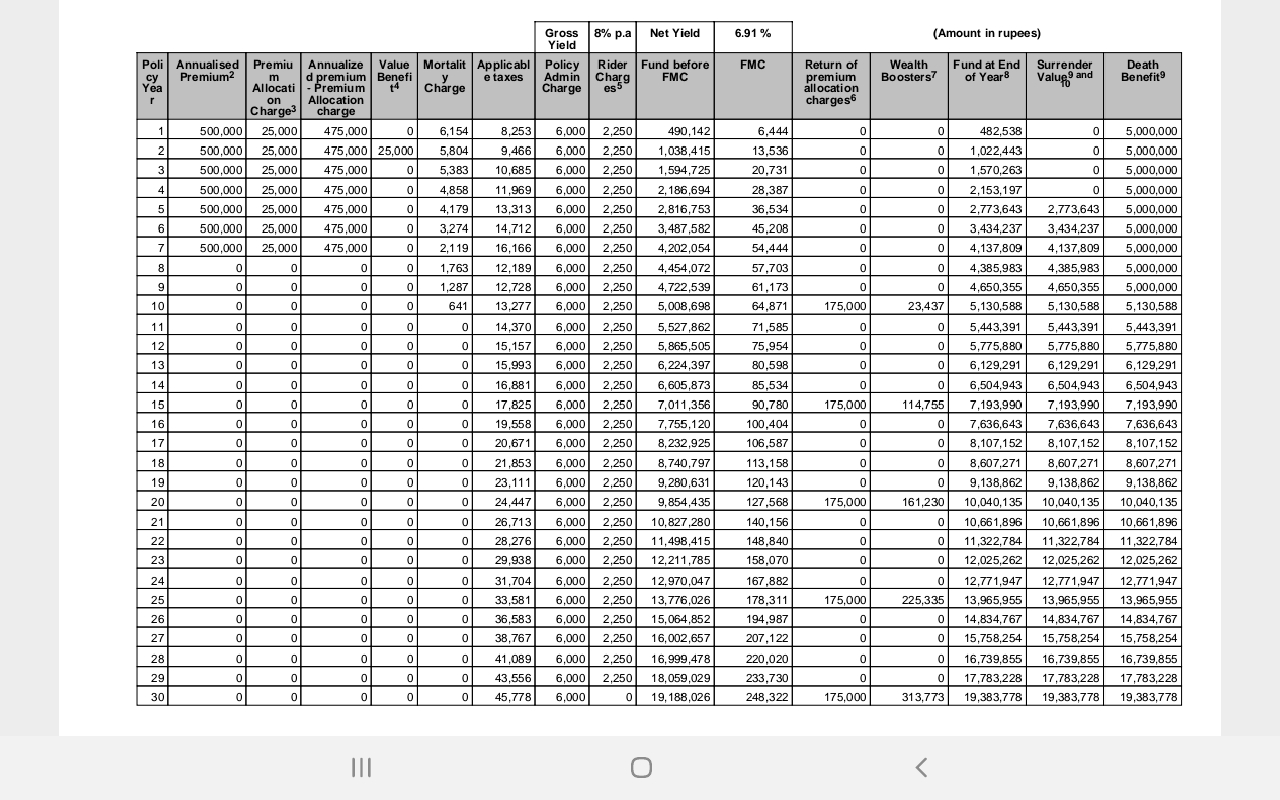 Gross Yield 8% p.a Net Yield 6.91 % (Amount in rupees)
Policy Year Annualised Premium2 Premium Allocation Charge3 Annualized premium - Premium Allocation charge Value Benefit4 Mortality Charge Applicable taxes Policy Admin Charge Rider Charges5 Fund before FMC FMC Return of premium allocation charges6 Wealth Boosters7 Fund at End of Year8 Surrender Value9 and 10 Death Benefit9
1 500,000 25,000 475,000 0 6,154 8,253 6,000 2,250 490,142 6,444 0 0 482,538 0 5,000,000
2 500,000 25,000 475,000 25,000 5,804 9,466 6,000 2,250 1,038,415 13,536 0 0 1,022,443 0 5,000,000
3 500,000 25,000 475,000 0 5,383 10,685 6,000 2,250 1,594,725 20,731 0 0 1,570,263 0 5,000,000
4 500,000 25,000 475,000 0 4,858 11,969 6,000 2,250 2,186,694 28,387 0 0 2,153,197 0 5,000,000
5 500,000 25,000 475,000 0 4,179 13,313 6,000 2,250 2,816,753 36,534 0 0 2,773,643 2,773,643 5,000,000
6 500,000 25,000 475,000 0 3,274 14,712 6,000 2,250 3,487,582 45,208 0 0 3,434,237 3,434,237 5,000,000
7 500,000 25,000 475,000 0 2,119 16,166 6,000 2,250 4,202,054 54,444 0 0 4,137,809 4,137,809 5,000,000
8 0 0 0 0 1,763 12,189 6,000 2,250 4,454,072 57,703 0 0 4,385,983 4,385,983 5,000,000
9 0 0 0 0 1,287 12,728 6,000 2,250 4,722,539 61,173 0 0 4,650,355 4,650,355 5,000,000
10 0 0 0 0 641 13,277 6,000 2,250 5,008,698 64,871 175,000 23,437 5,130,588 5,130,588 5,130,588
11 0 0 0 0 0 14,370 6,000 2,250 5,527,862 71,585 0 0 5,443,391 5,443,391 5,443,391
12 0 0 0 0 0 15,157 6,000 2,250 5,865,505 75,954 0 0 5,775,880 5,775,880 5,775,880
13 0 0 0 0 0 15,993 6,000 2,250 6,224,397 80,598 0 0 6,129,291 6,129,291 6,129,291
14 0 0 0 0 0 16,881 6,000 2,250 6,605,873 85,534 0 0 6,504,943 6,504,943 6,504,943
15 0 0 0 0 0 17,825 6,000 2,250 7,011,356 90,780 175,000 114,755 7,193,990 7,193,990 7,193,990
16 0 0 0 0 0 19,558 6,000 2,250 7,755,120 100,404 0 0 7,636,643 7,636,643 7,636,643
17 0 0 0 0 0 20,671 6,000 2,250 8,232,925 106,587 0 0 8,107,152 8,107,152 8,107,152
18 0 0 0 0 0 21,853 6,000 2,250 8,740,797 113,158 0 0 8,607,271 8,607,271 8,607,271
19 0 0 0 0 0 23,111 6,000 2,250 9,280,631 120,143 0 0 9,138,862 9,138,862 9,138,862
20 0 0 0 0 0 24,447 6,000 2,250 9,854,435 127,568 175,000 161,230 10,040,135 10,040,135 10,040,135
21 0 0 0 0 0 26,713 6,000 2,250 10,827,280 140,156 0 0 10,661,896 10,661,896 10,661,896
22 0 0 0 0 0 28,276 6,000 2,250 11,498,415 148,840 0 0 11,322,784 11,322,784 11,322,784
23 0 0 0 0 0 29,938 6,000 2,250 12,211,785 158,070 0 0 12,025,262 12,025,262 12,025,262
24 0 0 0 0 0 31,704 6,000 2,250 12,970,047 167,882 0 0 12,771,947 12,771,947 12,771,947
25 0 0 0 0 0 33,581 6,000 2,250 13,776,026 178,311 175,000 225,335 13,965,955 13,965,955 13,965,955
26 0 0 0 0 0 36,583 6,000 2,250 15,064,852 194,987 0 0 14,834,767 14,834,767 14,834,767
27 0 0 0 0 0 38,767 6,000 2,250 16,002,657 207,122 0 0 15,758,254 15,758,254 15,758,254
28 0 0 0 0 0 41,089 6,000 2,250 16,999,478 220,020 0 0 16,739,855 16,739,855 16,739,855
29 0 0 0 0 0 43,556 6,000 2,250 18,059,029 233,730 0 0 17,783,228 17,783,228 17,783,228
30 0 0 0 0 0 45,778 6,000 0 19,188,026 248,322 175,000 313,773 19,383,778 19,383,778 19,383,778